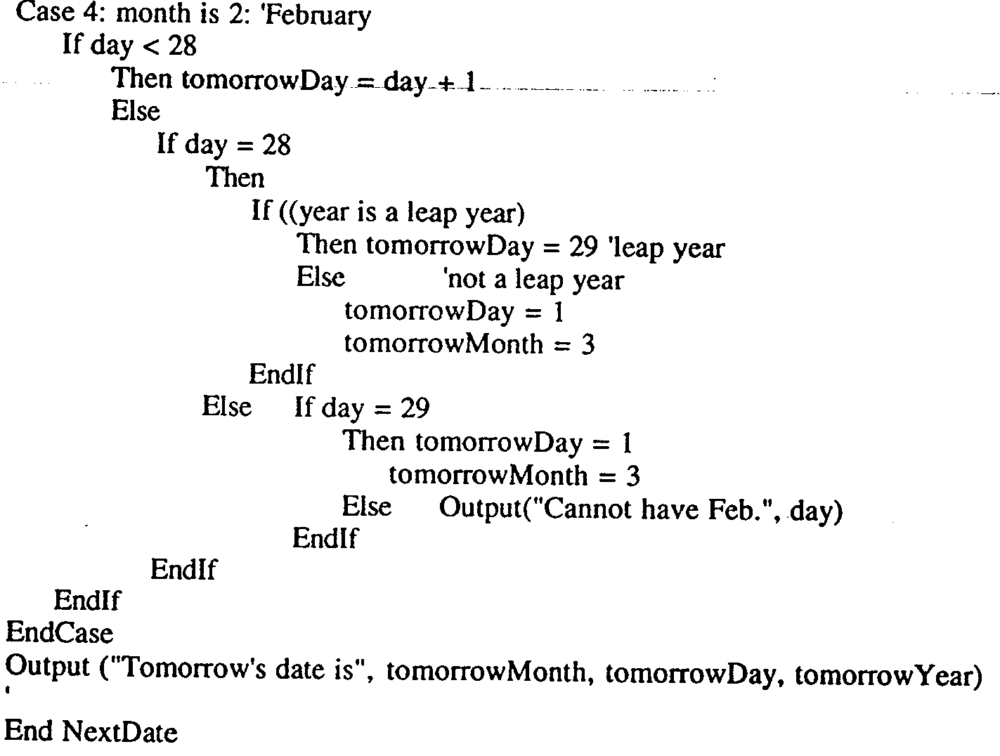 Case 4: month is 2: 'February
If day < 28
Then tomorrowDay = day + 1
Else
If day = 28
Then
If ((year is a leap year)
Then tomorrowDay = 29 'leap year
Else 'not a leap year
tomorrowDay = 1
tomorrowMonth = 3
EndIf
Else If day = 29
Then tomorrowDay = 1
tomorrowMonth = 3
Else Output("Cannot have Feb.", day)
EndIf
EndIf
EndIf
EndCase
Output ("Tomorrow's date is", tomorrowMonth, tomorrowDay, tomorrowYear)
'
End NextDate